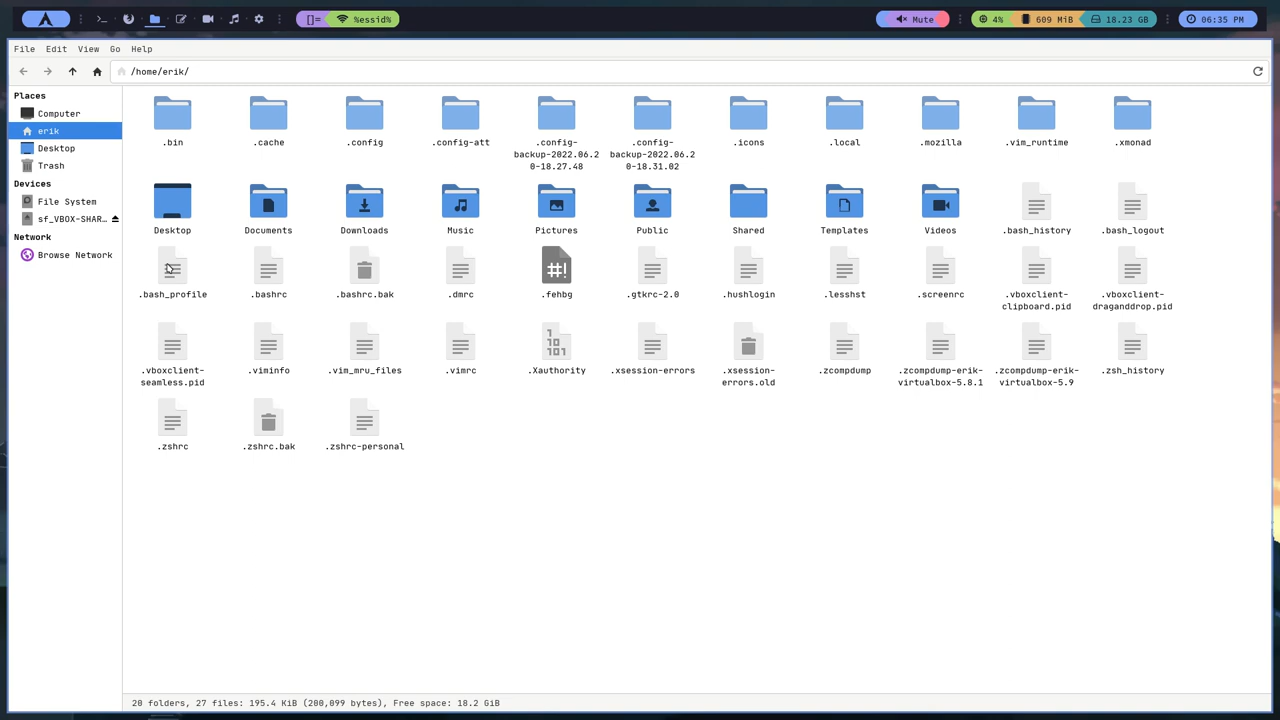 []= %essid% Mute 4% 609 MiB 18.23 GB 06:35 PM
File Edit View Go Help
/home/erik/
Places
Computer
erik
Desktop
Trash
Devices
File System
sf_VBOX-SHAR…
Network
Browse Network
.bin .cache .config .config-att .config-backup-2022.06.20-18.27.48 .config-backup-2022.06.20-18.31.02 .icons .local .mozilla .vim_runtime .xmonad
Desktop Documents Downloads Music Pictures Public Shared Templates Videos .bash_history .bash_logout
.bash_profile .bashrc .bashrc.bak .dmrc .fehbg .gtkrc-2.0 .hushlogin .lesshst .screenrc .vboxclient-clipboard.pid .vboxclient-draganddrop.pid
.vboxclient-seamless.pid .viminfo .vim_mru_files .vimrc .Xauthority .xsession-errors .xsession-errors.old .zcompdump .zcompdump-erik-virtualbox-5.8.1 .zcompdump-erik-virtualbox-5.9 .zsh_history
.zshrc .zshrc.bak .zshrc-personal
20 folders, 27 files: 195.4 KiB (200,099 bytes), Free space: 18.2 GiB